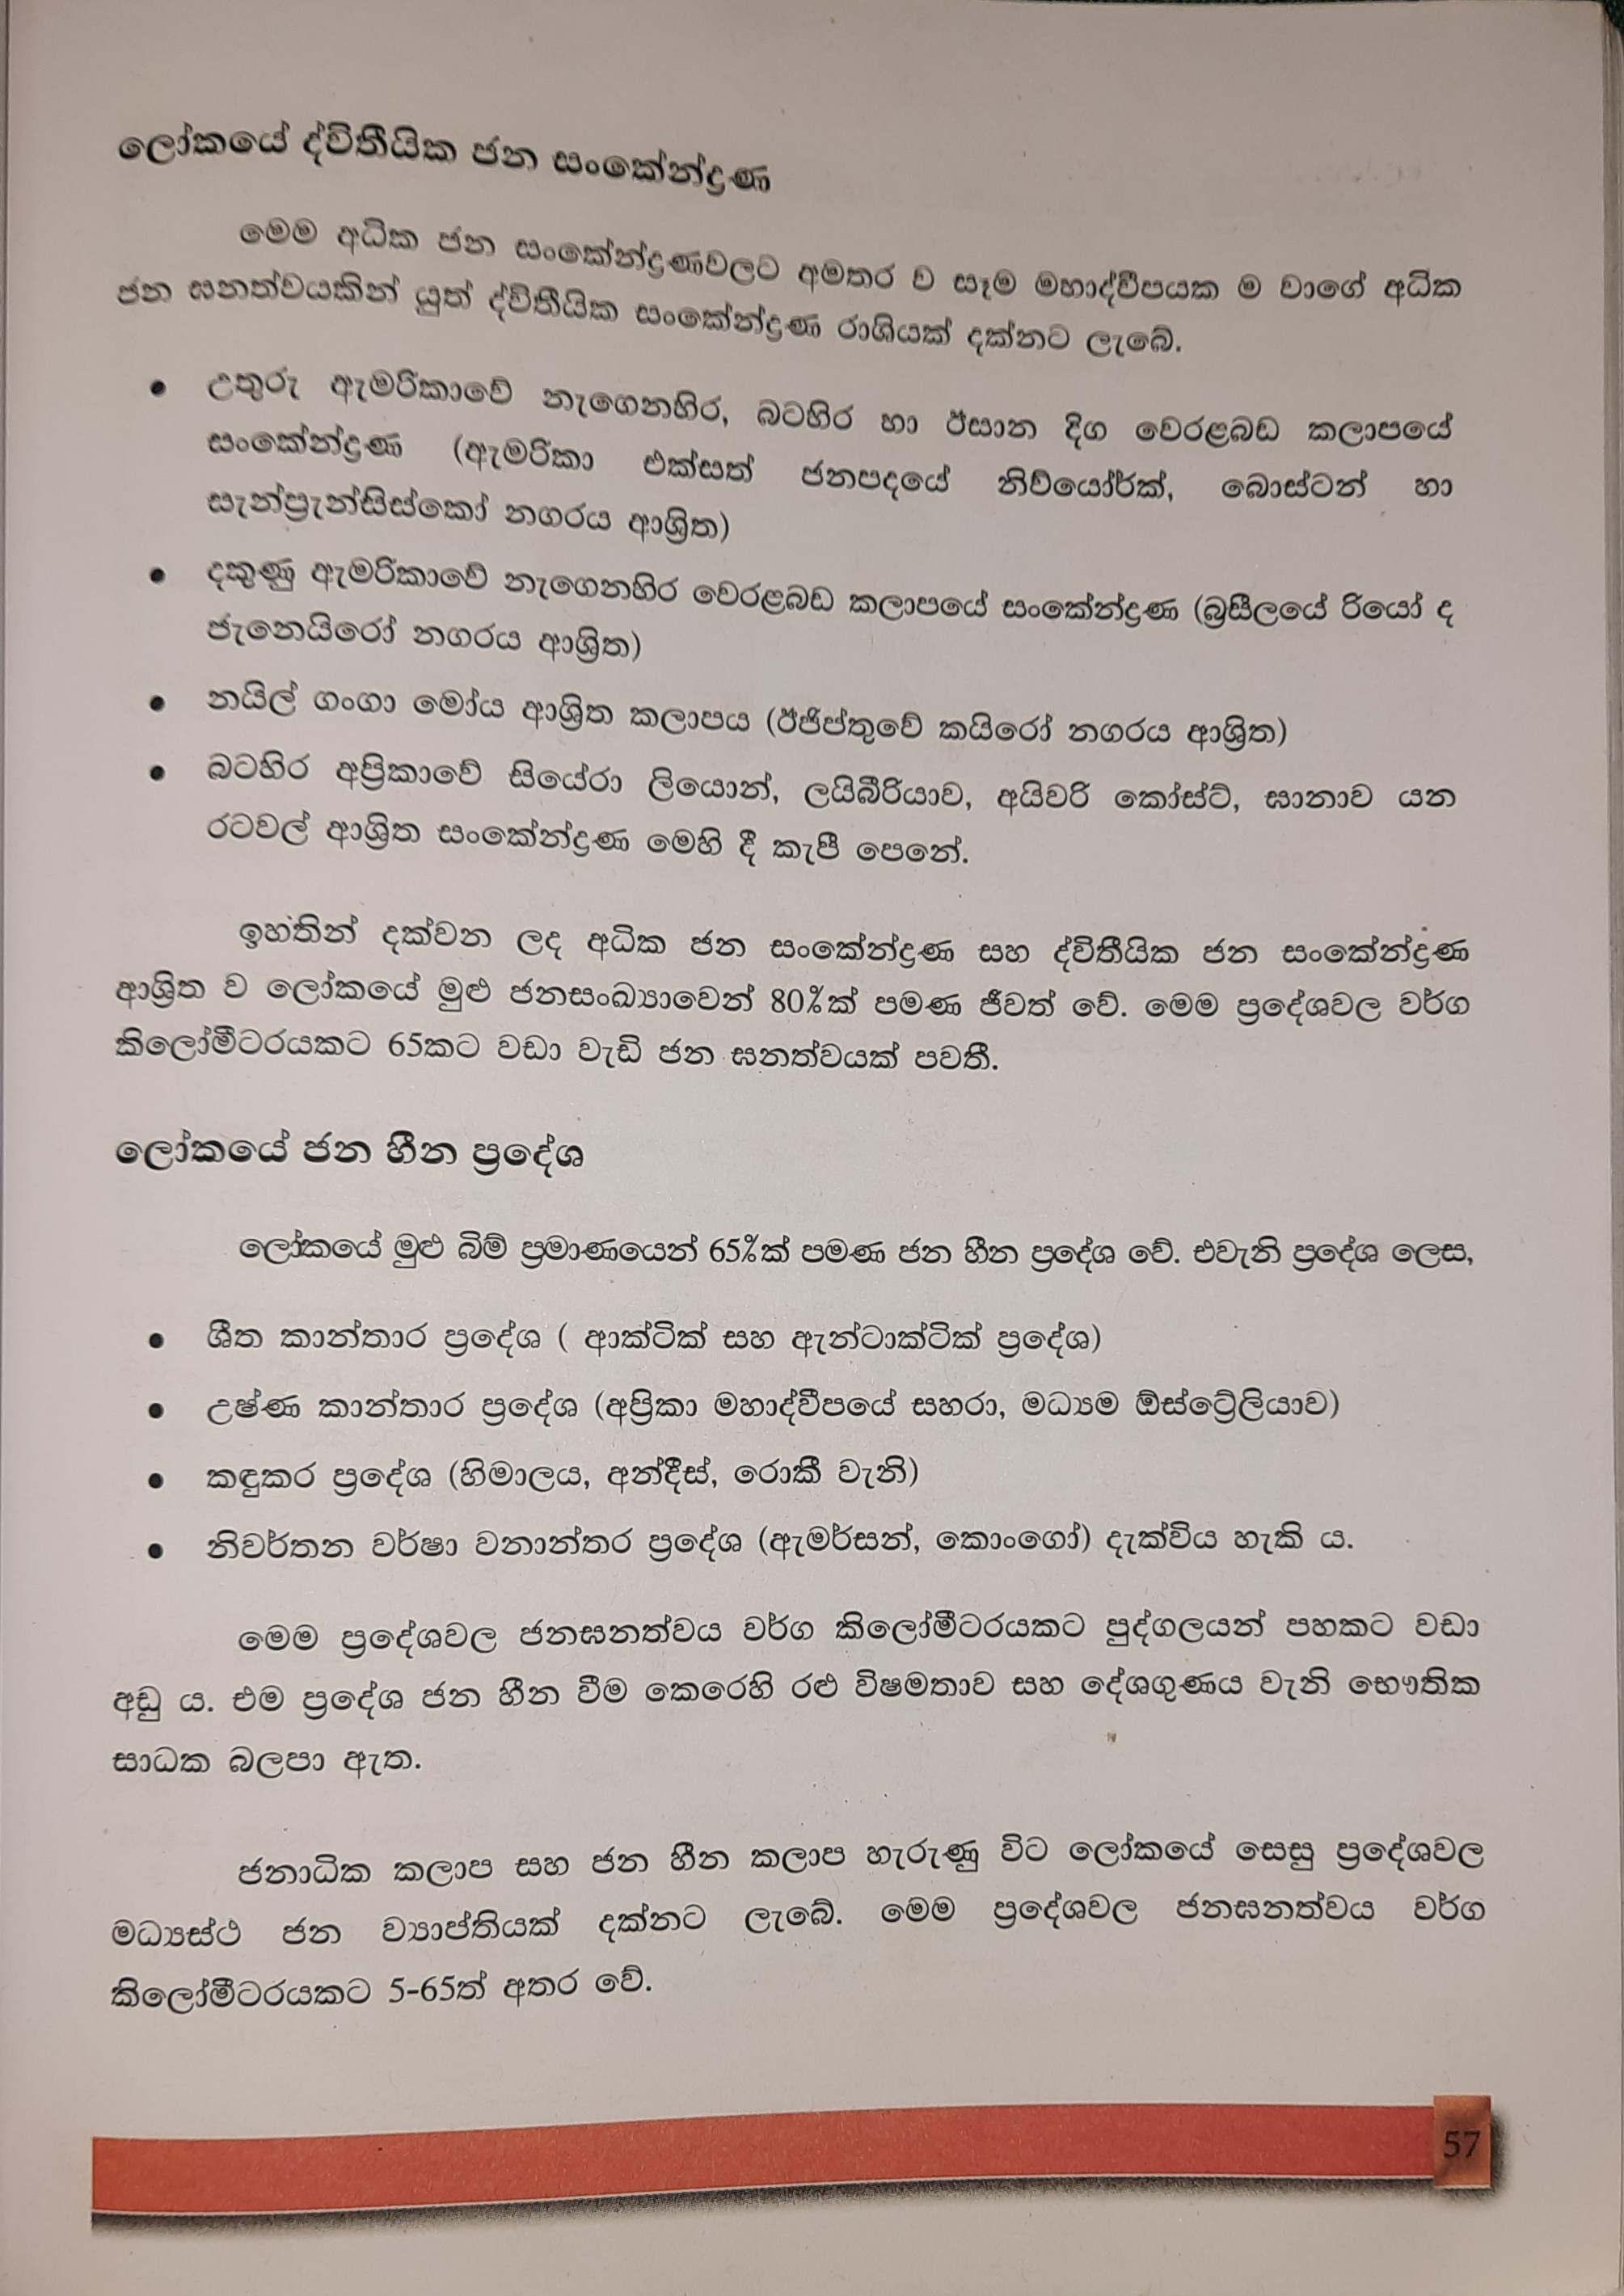 ලෝකයේ ද්විතීයික ජන සංකේන්ද්‍රණ
මෙම අධික ජන සංකේන්ද්‍රණවලට අමතර ව සෑම මහාද්වීපයක ම වාගේ අධික
ජන ඝනත්වයකින් යුත් ද්විතීයික සංකේන්ද්‍රණ රාශියක් දක්නට ලැබේ.
● උතුරු ඇමරිකාවේ නැගෙනහිර, බටහිර හා ඊසාන දිග වෙරළබඩ කලාපයේ
සංකේන්ද්‍රණ (ඇමරිකා එක්සත් ජනපදයේ නිව්යෝර්ක්, බොස්ටන් හා
සැන්ප්‍රැන්සිස්කෝ නගරය ආශ්‍රිත)
● දකුණු ඇමරිකාවේ නැගෙනහිර වෙරළබඩ කලාපයේ සංකේන්ද්‍රණ (බ්‍රසීලයේ රියෝ ද
ජැනෙයිරෝ නගරය ආශ්‍රිත)
● නයිල් ගංගා මෝය ආශ්‍රිත කලාපය (ඊජිප්තුවේ කයිරෝ නගරය ආශ්‍රිත)
● බටහිර අප්‍රිකාවේ සියේරා ලියොන්, ලයිබීරියාව, අයිවරි කෝස්ට්, ඝානාව යන
රටවල් ආශ්‍රිත සංකේන්ද්‍රණ මෙහි දී කැපී පෙනේ.
ඉහතින් දක්වන ලද අධික ජන සංකේන්ද්‍රණ සහ ද්විතීයික ජන සංකේන්ද්‍රණ
ආශ්‍රිත ව ලෝකයේ මුළු ජනසංඛ්‍යාවෙන් 80%ක් පමණ ජීවත් වේ. මෙම ප්‍රදේශවල වර්ග
කිලෝමීටරයකට 65කට වඩා වැඩි ජන ඝනත්වයක් පවතී.
ලෝකයේ ජන හීන ප්‍රදේශ
ලෝකයේ මුළු බිම් ප්‍රමාණයෙන් 65%ක් පමණ ජන හීන ප්‍රදේශ වේ. එවැනි ප්‍රදේශ ලෙස,
● ශීත කාන්තාර ප්‍රදේශ ( ආක්ටික් සහ ඇන්ටාක්ටික් ප්‍රදේශ)
● උෂ්ණ කාන්තාර ප්‍රදේශ (අප්‍රිකා මහාද්වීපයේ සහරා, මධ්‍යම ඕස්ට්‍රේලියාව)
● කඳුකර ප්‍රදේශ (හිමාලය, අන්දීස්, රොකී වැනි)
● නිවර්තන වර්ෂා වනාන්තර ප්‍රදේශ (ඇමර්සන්, කොංගෝ) දැක්විය හැකි ය.
මෙම ප්‍රදේශවල ජනඝනත්වය වර්ග කිලෝමීටරයකට පුද්ගලයන් පහකට වඩා
අඩු ය. එම ප්‍රදේශ ජන හීන වීම කෙරෙහි රළු විෂමතාව සහ දේශගුණය වැනි භෞතික
සාධක බලපා ඇත.
ජනාධික කලාප සහ ජන හීන කලාප හැරුණු විට ලෝකයේ සෙසු ප්‍රදේශවල
මධ්‍යස්ථ ජන ව්‍යාප්තියක් දක්නට ලැබේ. මෙම ප්‍රදේශවල ජනඝනත්වය වර්ග
කිලෝමීටරයකට 5-65ත් අතර වේ.
57